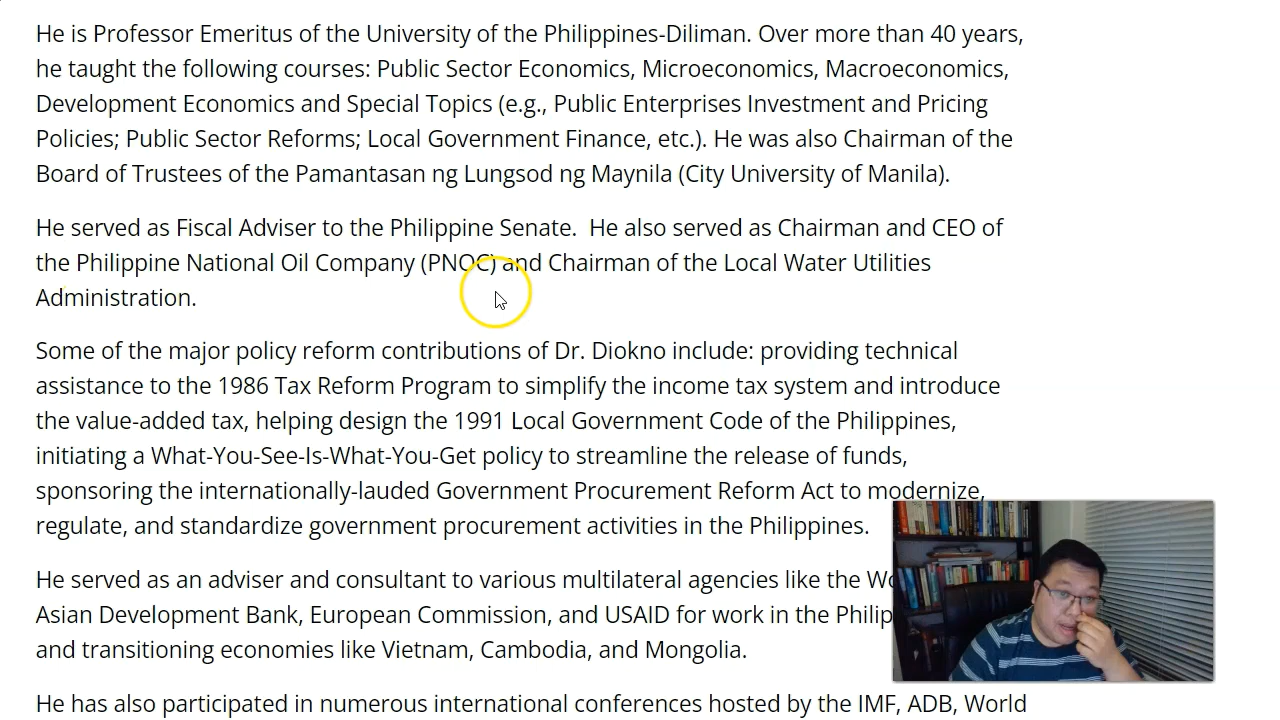 He is Professor Emeritus of the University of the Philippines-Diliman. Over more than 40 years,
he taught the following courses: Public Sector Economics, Microeconomics, Macroeconomics,
Development Economics and Special Topics (e.g., Public Enterprises Investment and Pricing
Policies; Public Sector Reforms; Local Government Finance, etc.). He was also Chairman of the
Board of Trustees of the Pamantasan ng Lungsod ng Maynila (City University of Manila).
He served as Fiscal Adviser to the Philippine Senate.  He also served as Chairman and CEO of
the Philippine National Oil Company (PNOC) and Chairman of the Local Water Utilities
Administration.
Some of the major policy reform contributions of Dr. Diokno include: providing technical
assistance to the 1986 Tax Reform Program to simplify the income tax system and introduce
the value-added tax, helping design the 1991 Local Government Code of the Philippines,
initiating a What-You-See-Is-What-You-Get policy to streamline the release of funds,
sponsoring the internationally-lauded Government Procurement Reform Act to modernize,
regulate, and standardize government procurement activities in the Philippines.
He served as an adviser and consultant to various multilateral agencies like the
Asian Development Bank, European Commission, and USAID for work in the
and transitioning economies like Vietnam, Cambodia, and Mongolia.
He has also participated in numerous international conferences hosted by the IMF, ADB, World